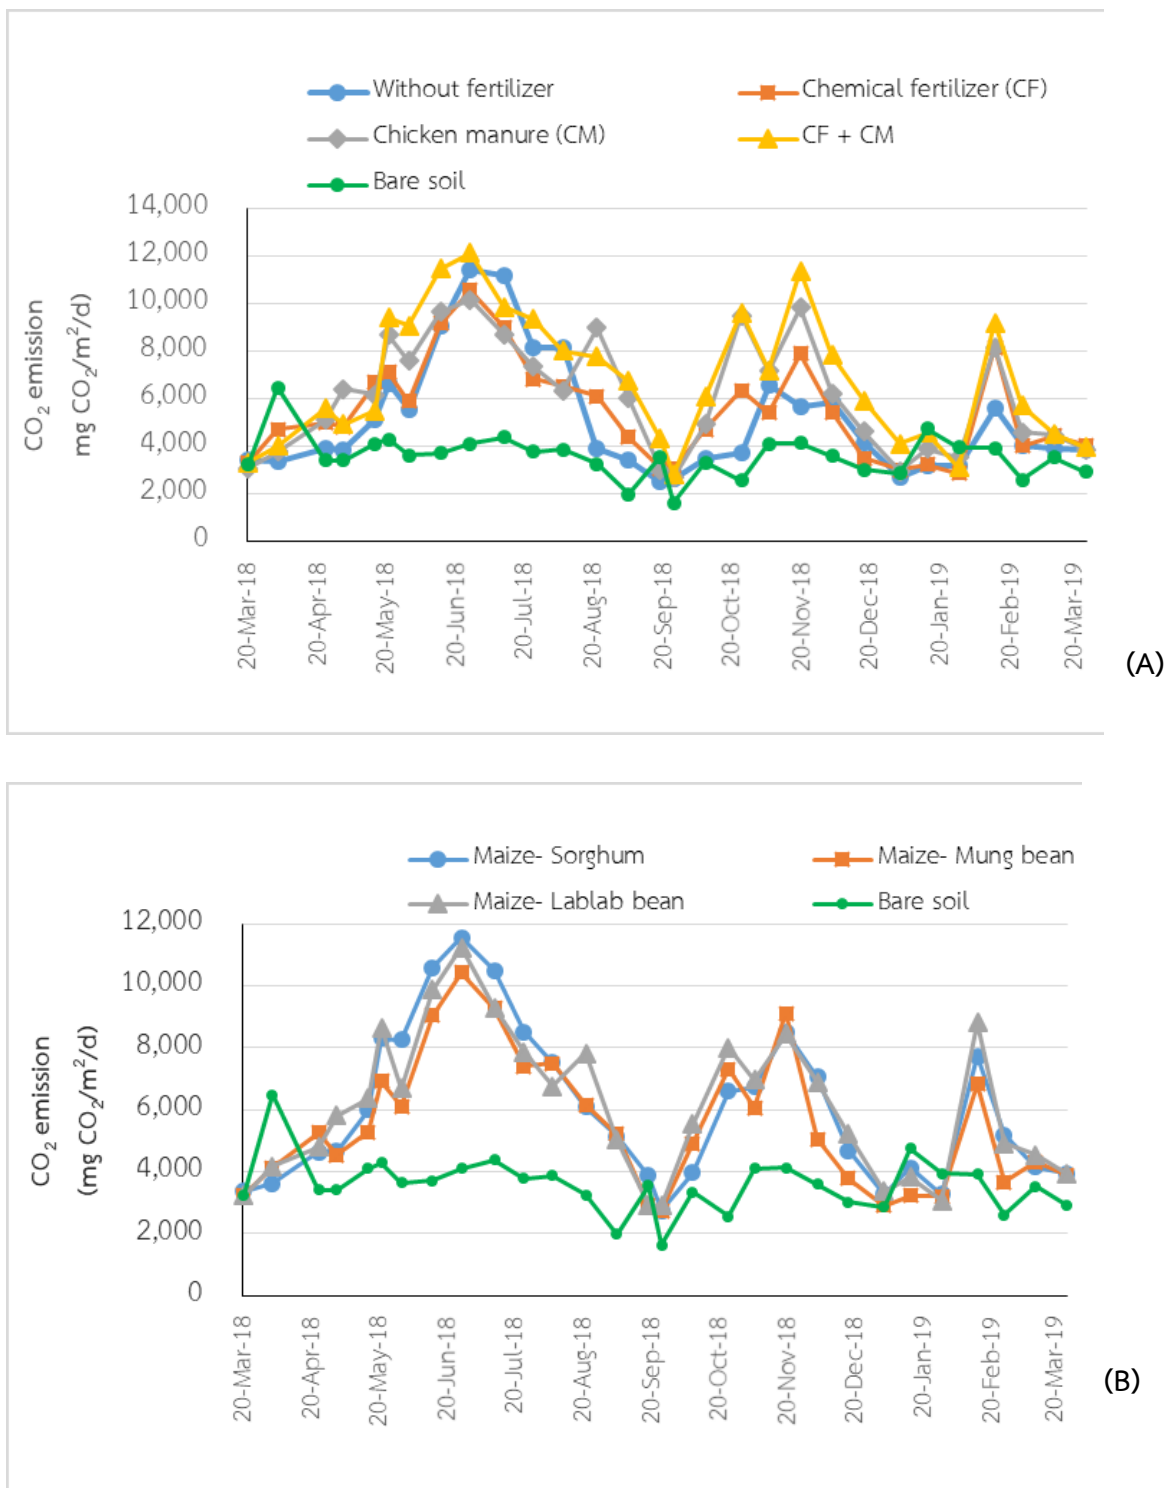 Without fertilizer
Chemical fertilizer (CF)
Chicken manure (CM)
CF + CM
Bare soil
14,000
12,000
10,000
8,000
6,000
4,000
2,000
0
CO₂ emission
mg CO₂/m²/d)
20-Mar-18
20-Apr-18
20-May-18
20-Jun-18
20-Jul-18
20-Aug-18
20-Sep-18
20-Oct-18
20-Nov-18
20-Dec-18
20-Jan-19
20-Feb-19
20-Mar-19
(A)
Maize- Sorghum
Maize- Mung bean
Maize- Lablab bean
Bare soil
12,000
10,000
8,000
6,000
4,000
2,000
0
CO₂ emission
(mg CO₂/m²/d)
20-Mar-18
20-Apr-18
20-May-18
20-Jun-18
20-Jul-18
20-Aug-18
20-Sep-18
20-Oct-18
20-Nov-18
20-Dec-18
20-Jan-19
20-Feb-19
20-Mar-19
(B)